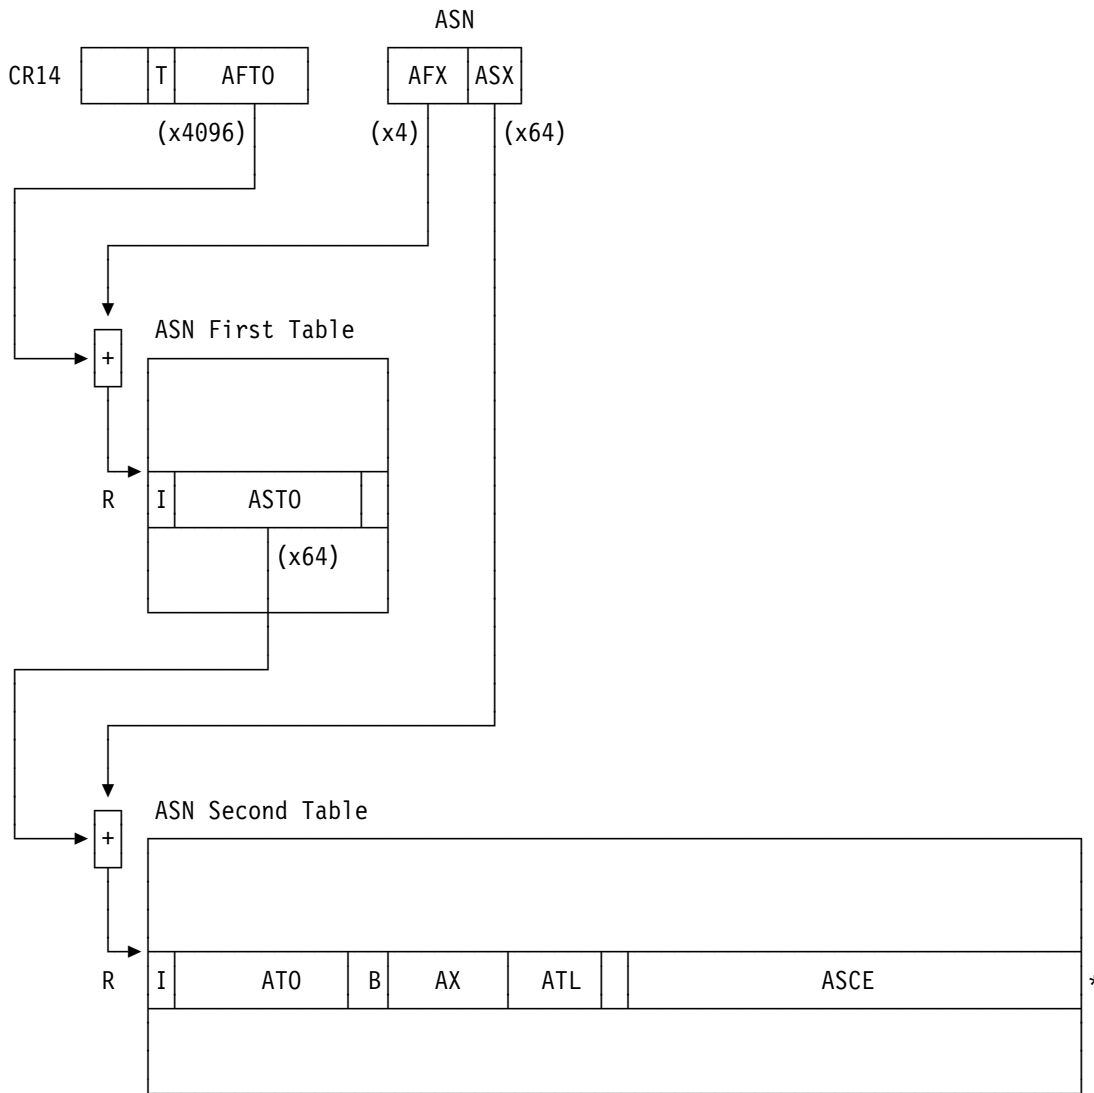 ASN
CR14 T AFTO AFX ASX
(x4096) (x4) (x64)
ASN First Table
+
R I ASTO
(x64)
ASN Second Table
+
R I ATO B AX ATL ASCE *